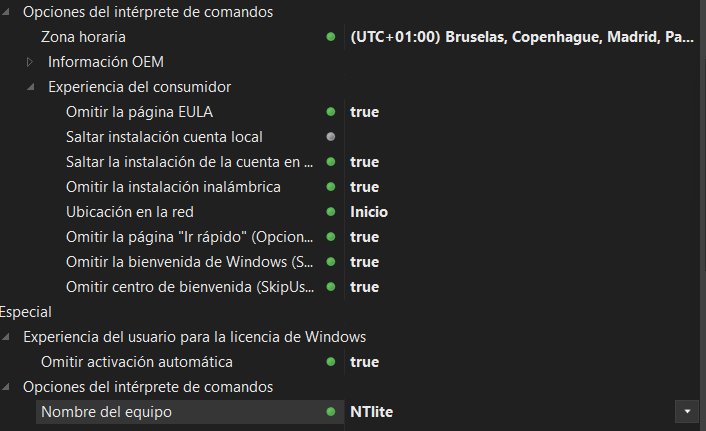 Opciones del intérprete de comandos
Zona horaria (UTC+01:00) Bruselas, Copenhague, Madrid, Pa...
Información OEM
Experiencia del consumidor
Omitir la página EULA true
Saltar instalación cuenta local
Saltar la instalación de la cuenta en ... true
Omitir la instalación inalámbrica true
Ubicación en la red Inicio
Omitir la página "Ir rápido" (Opcion... true
Omitir la bienvenida de Windows (S... true
Omitir centro de bienvenida (SkipUs... true
Especial
Experiencia del usuario para la licencia de Windows
Omitir activación automática true
Opciones del intérprete de comandos
Nombre del equipo NTlite